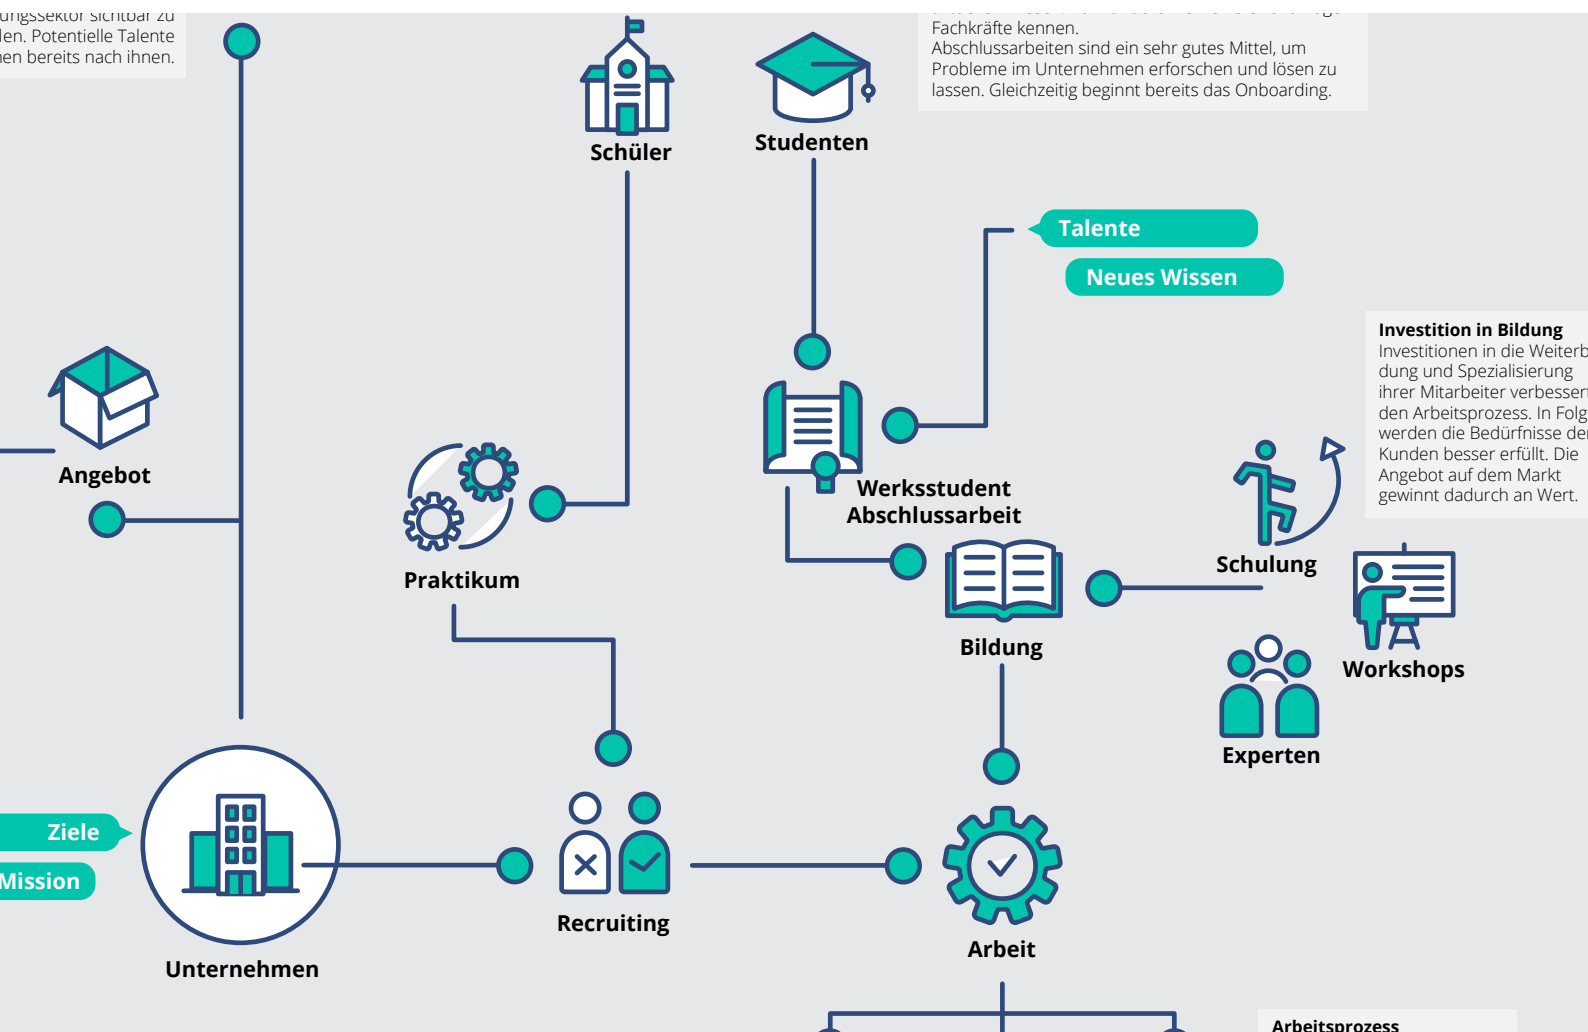 sichtbar zu
Potentielle Talente
bereits nach ihnen.
Fachkräfte kennen.
Abschlussarbeiten sind ein sehr gutes Mittel, um
Probleme im Unternehmen erforschen und lösen zu
lassen. Gleichzeitig beginnt bereits das Onboarding.
Schüler
Studenten
Talente
Neues Wissen
Investition in Bildung
Investitionen in die Weiterb
dung und Spezialisierung
ihrer Mitarbeiter verbessert
den Arbeitsprozess. In Folg
werden die Bedürfnisse der
Kunden besser erfüllt. Die
Angebot auf dem Markt
gewinnt dadurch an Wert.
Angebot
Werksstudent
Abschlussarbeit
Praktikum
Schulung
Bildung
Workshops
Experten
Ziele
Mission
Recruiting
Arbeit
Unternehmen
Arbeitsprozess